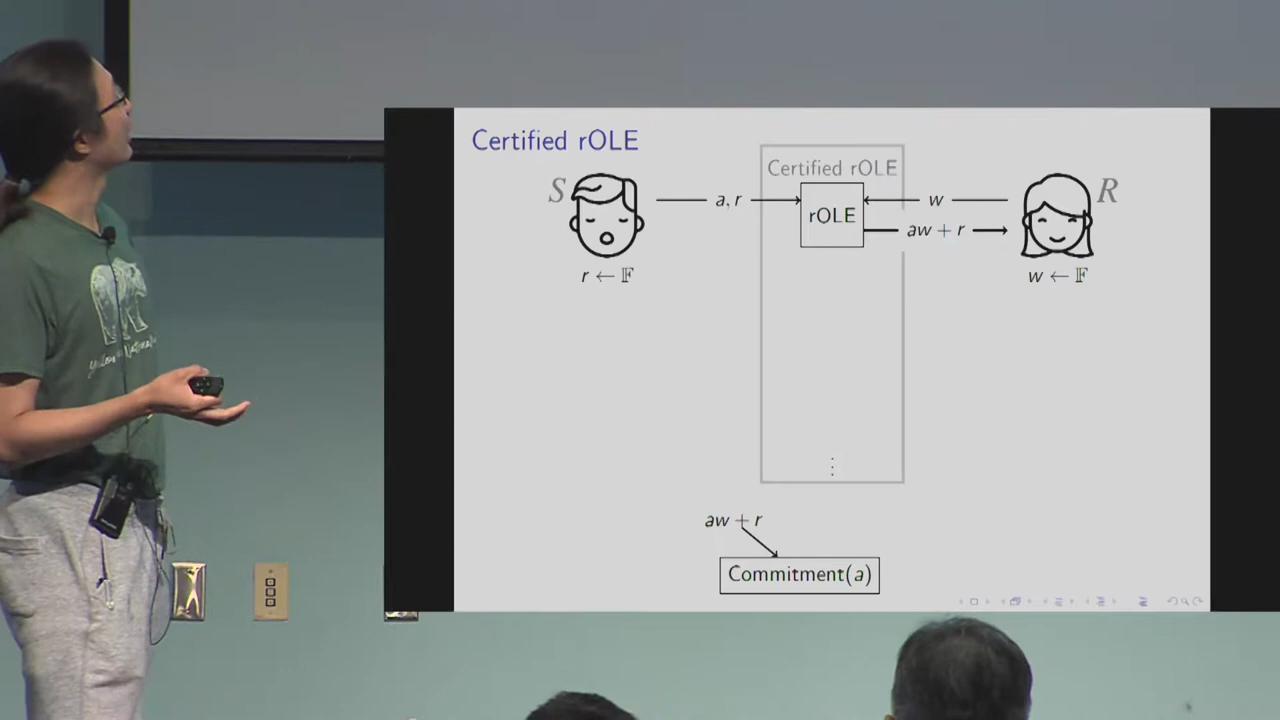 Certified rOLE
Certified rOLE
S
a, r
rOLE
w
R
aw + r
r ← 𝔽
w ← 𝔽
⋮
aw + r
Commitment(a)